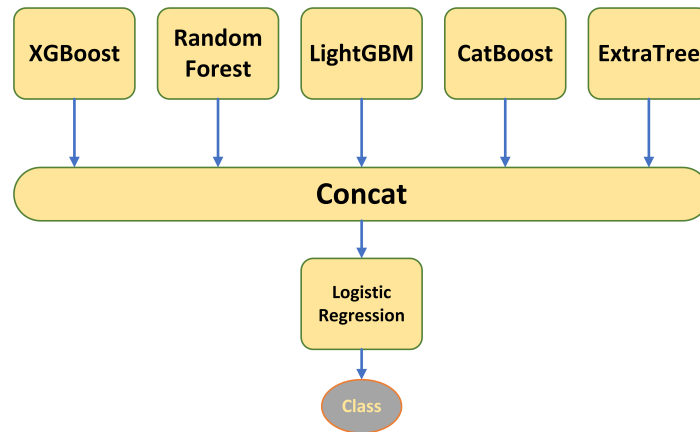 XGBoost
Random
Forest
LightGBM
CatBoost
ExtraTree
Concat
Logistic
Regression
Class